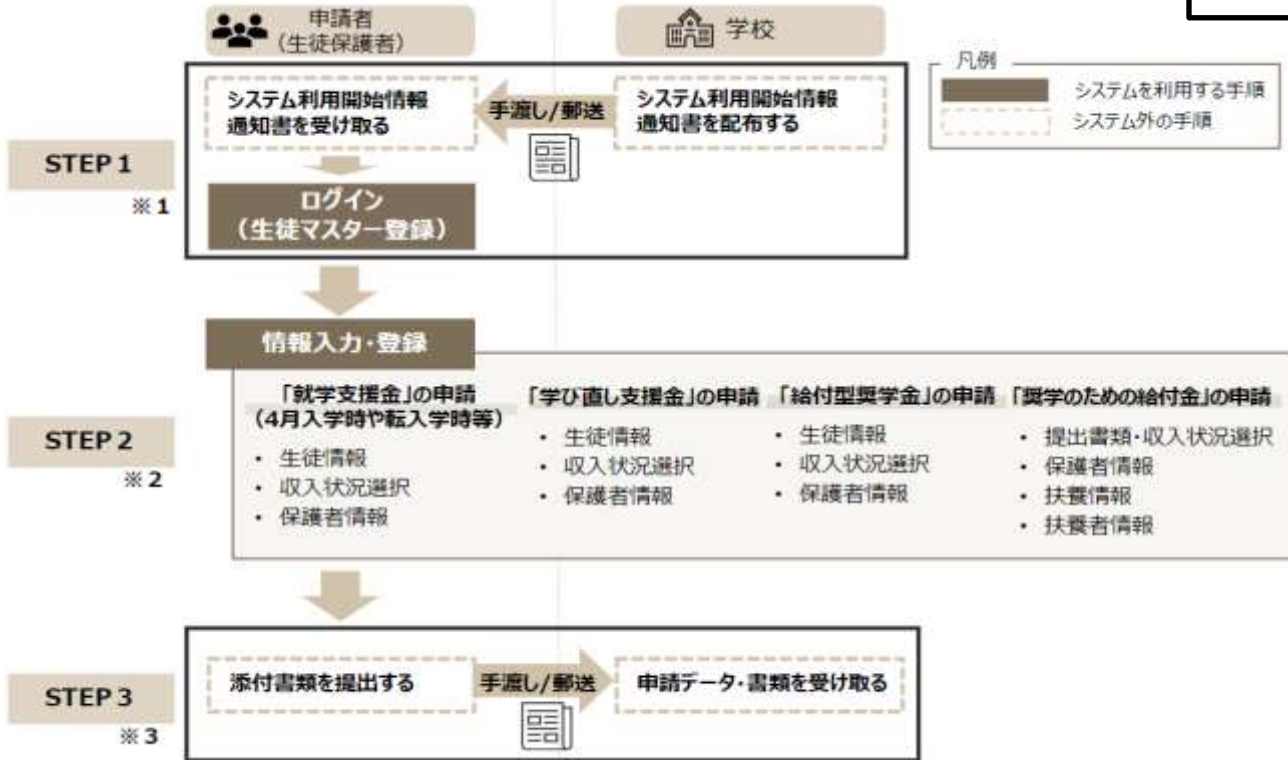 申請者
(生徒保護者)
学校
凡例
システムを利用する手順
システム外の手順
STEP 1
※1
システム利用開始情報
通知書を受け取る
手渡し/郵送
システム利用開始情報
通知書を配布する
ログイン
(生徒マスター登録)
情報入力・登録
STEP 2
※2
「就学支援金」の申請
(4月入学時や転入学時等)
・ 生徒情報
・ 収入状況選択
・ 保護者情報
「学び直し支援金」の申請
・ 生徒情報
・ 収入状況選択
・ 保護者情報
「給付型奨学金」の申請
・ 生徒情報
・ 収入状況選択
・ 保護者情報
「奨学のための給付金」の申請
・ 提出書類・収入状況選択
・ 保護者情報
・ 扶養情報
・ 扶養者情報
STEP 3
※3
添付書類を提出する
手渡し/郵送
申請データ・書類を受け取る